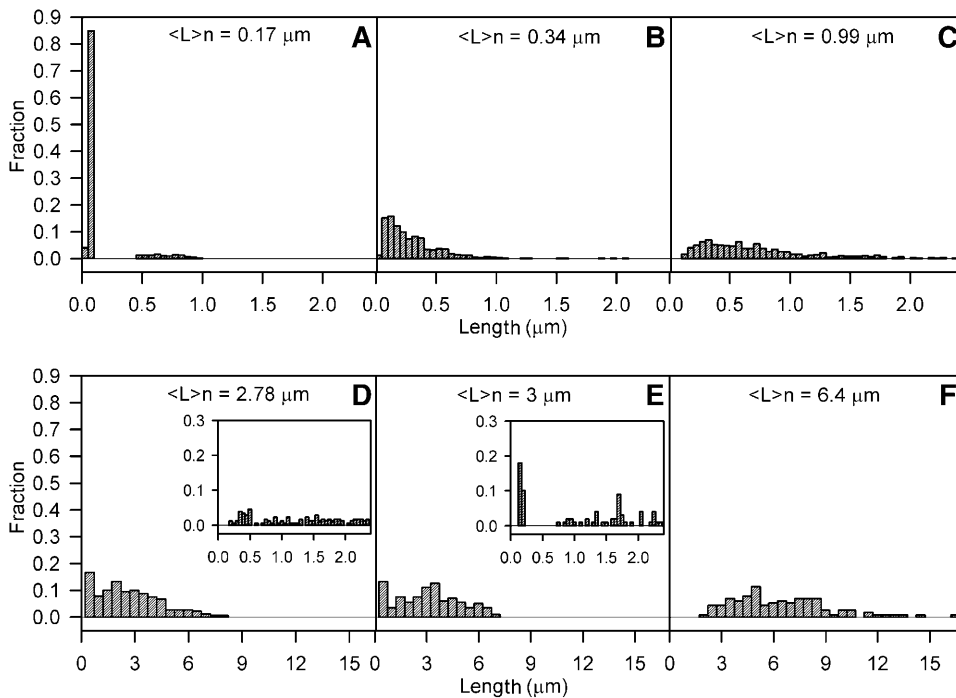 <L>n = 0.17 μm A
<L>n = 0.34 μm B
<L>n = 0.99 μm C
Fraction
0.9
0.8
0.7
0.6
0.5
0.4
0.3
0.2
0.1
0.0
0.0 0.5 1.0 1.5 2.0
0.0 0.5 1.0 1.5 2.0
0.0 0.5 1.0 1.5 2.0
Length (μm)
<L>n = 2.78 μm D
<L>n = 3 μm E
<L>n = 6.4 μm F
Fraction
0.9
0.8
0.7
0.6
0.5
0.4
0.3
0.2
0.1
0.0
0.3
0.2
0.1
0.0
0.0 0.5 1.0 1.5 2.0
0.3
0.2
0.1
0.0
0.0 0.5 1.0 1.5 2.0
0 3 6 9 12 15
0 3 6 9 12 15
0 3 6 9 12 15
Length (μm)